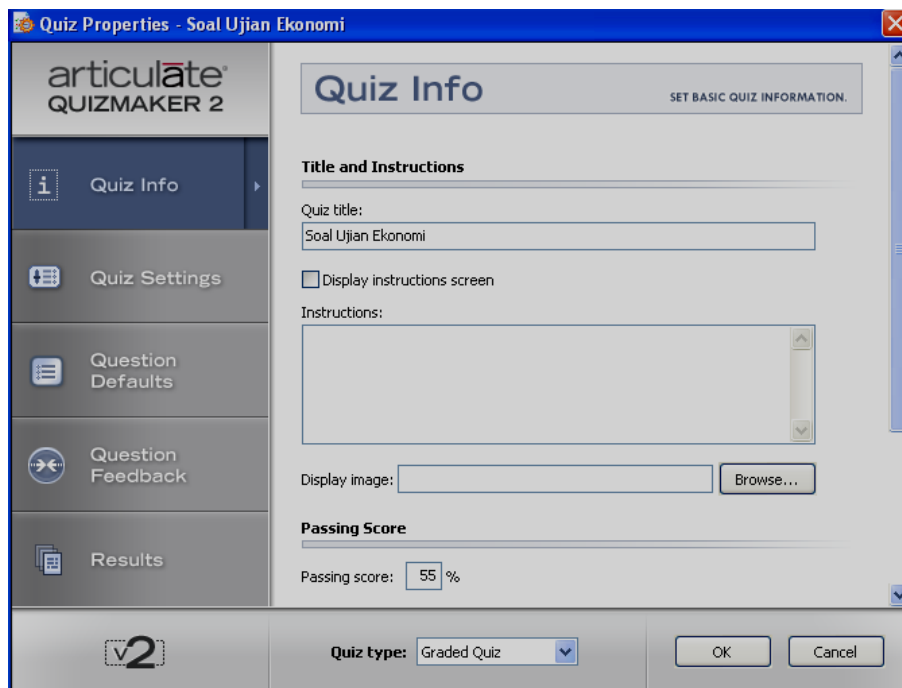 Quiz Properties - Soal Ujian Ekonomi
articulāte®
QUIZMAKER 2
Quiz Info
Quiz Settings
Question
Defaults
Question
Feedback
Results
Quiz Info
SET BASIC QUIZ INFORMATION.
Title and Instructions
Quiz title:
Soal Ujian Ekonomi
Display instructions screen
Instructions:
Display image:
Browse...
Passing Score
Passing score: 55 %
v2
Quiz type: Graded Quiz
OK
Cancel